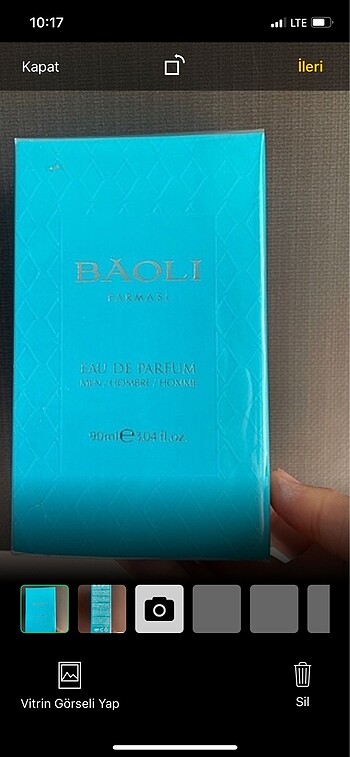 10:17
LTE
Kapat
İleri
BĂOLI
FARMASI
EAU DE PARFUM
MEN / HOMBRE / HOMME
90ml℮3.04 fl.oz.
Vitrin Görseli Yap
Sil